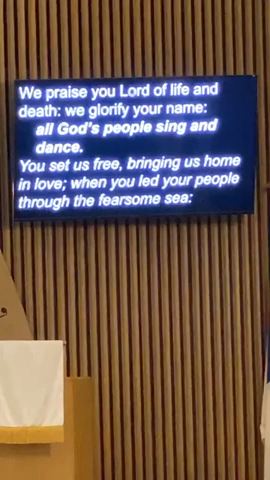 We praise you Lord of life and
death: we glorify your name:
all God's people sing and
dance.
You set us free, bringing us home
in love; when you led your people
through the fearsome sea: